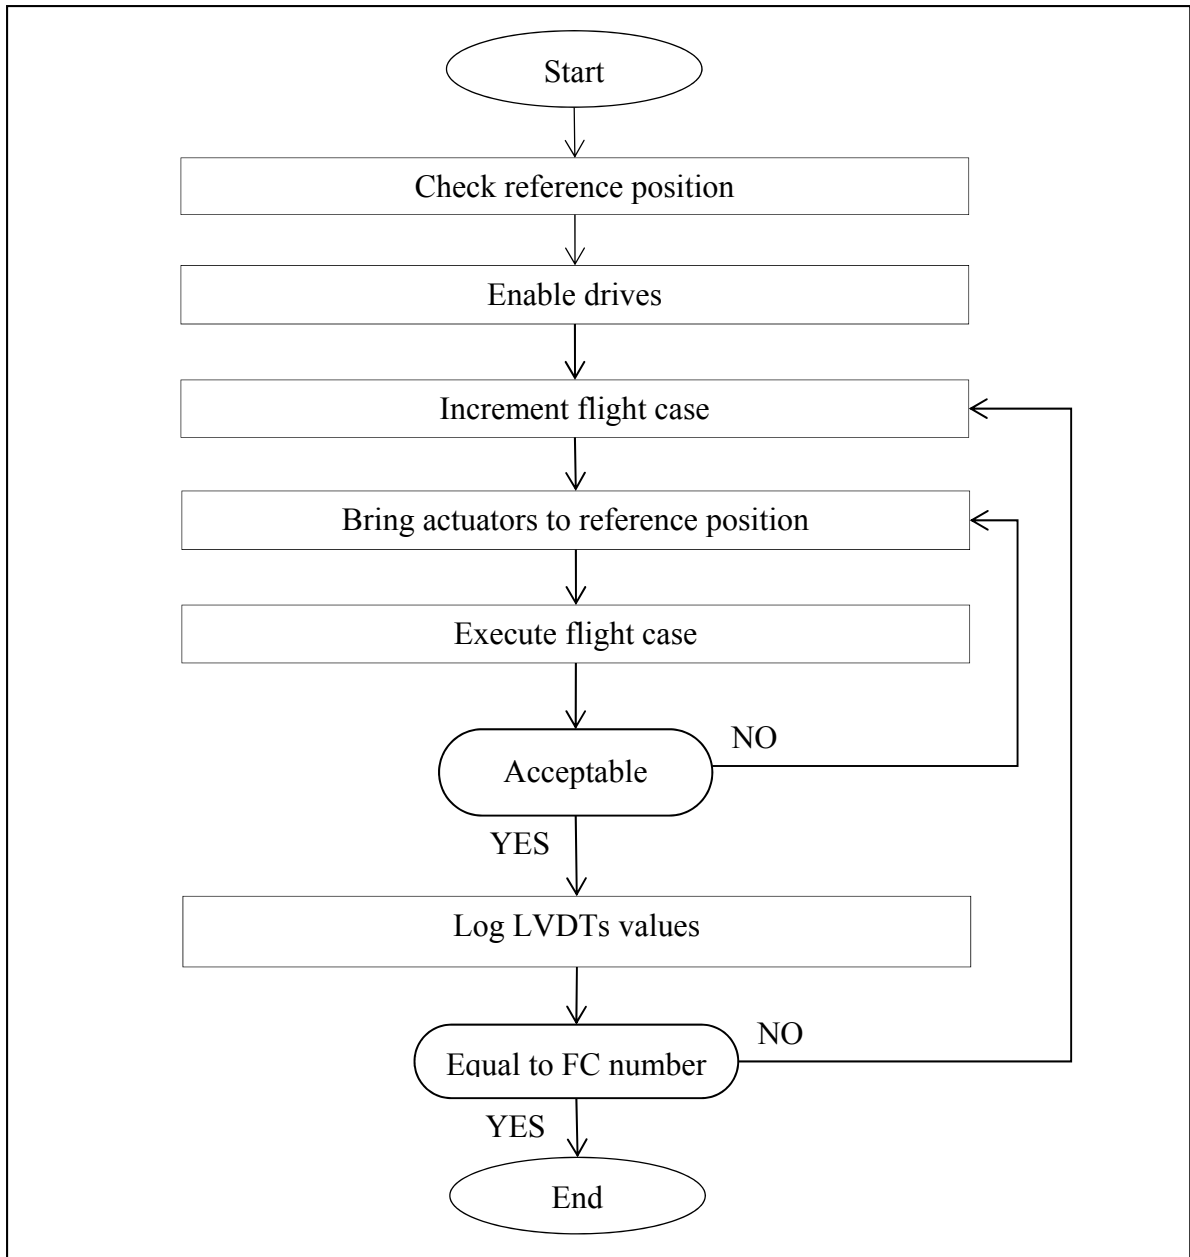 Start
Check reference position
Enable drives
Increment flight case
Bring actuators to reference position
Execute flight case
Acceptable
NO
YES
Log LVDTs values
Equal to FC number
NO
YES
End